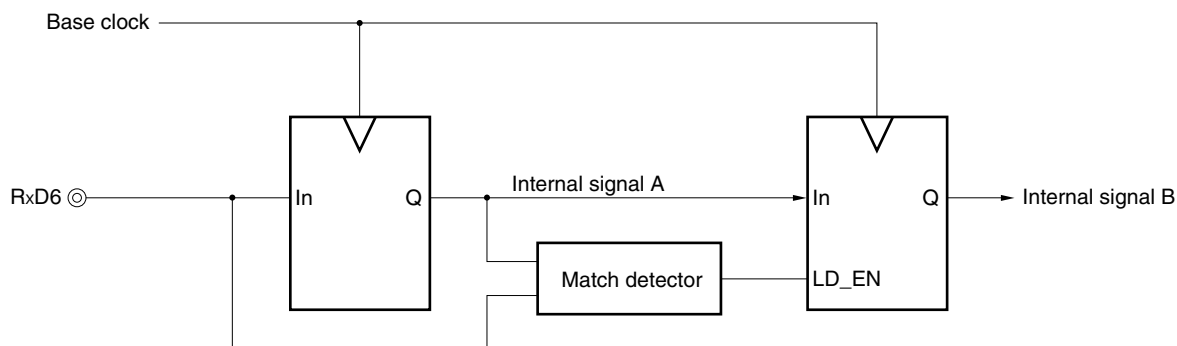 Base clock
RxD6
In
Q
Internal signal A
In
Q
Internal signal B
Match detector
LD_EN